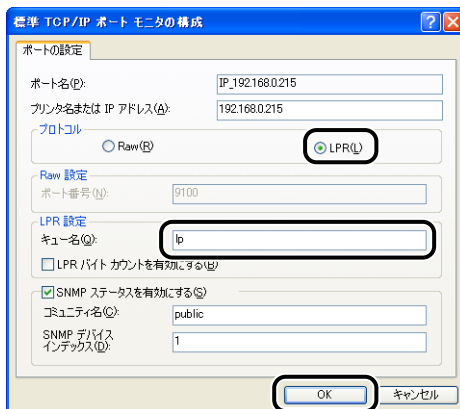 標準 TCP/IP ポート モニタの構成
ポートの設定
ポート名(P): IP_192.168.0.215
プリンタ名または IP アドレス(A): 192.168.0.215
プロトコル
Raw(R) LPR(L)
Raw 設定
ポート番号(N): 9100
LPR 設定
キュー名(Q): lp
LPR バイト カウントを有効にする(B)
SNMP ステータスを有効にする(S)
コミュニティ名(C): public
SNMP デバイス
インデックス(D): 1
OK キャンセル